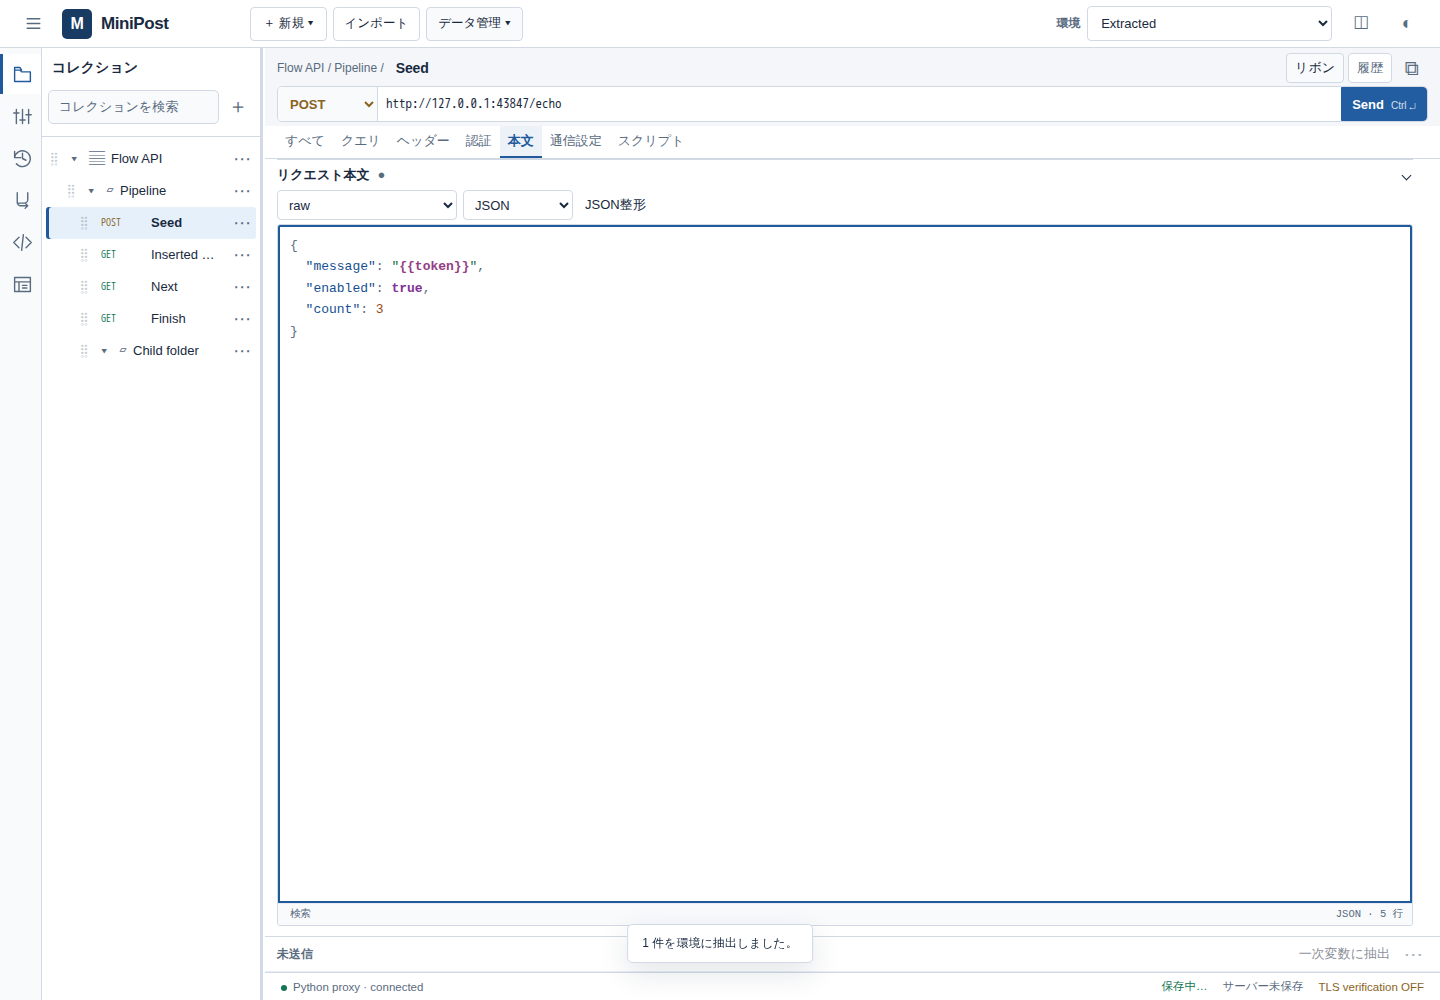 M MiniPost
＋ 新規 ▾
インポート
データ管理 ▾
環境
Extracted
コレクション
コレクションを検索
Flow API
Pipeline
POST Seed
GET Inserted …
GET Next
GET Finish
Child folder
Flow API / Pipeline / Seed
リボン
履歴
POST
http://127.0.0.1:43847/echo
Send Ctrl ↵
すべて
クエリ
ヘッダー
認証
本文
通信設定
スクリプト
リクエスト本文 ●
raw
JSON
JSON整形
{
"message": "{{token}}",
"enabled": true,
"count": 3
}
検索
JSON · 5 行
1 件を環境に抽出しました。
未送信
一次変数に抽出
Python proxy · connected
保存中…
サーバー未保存
TLS verification OFF